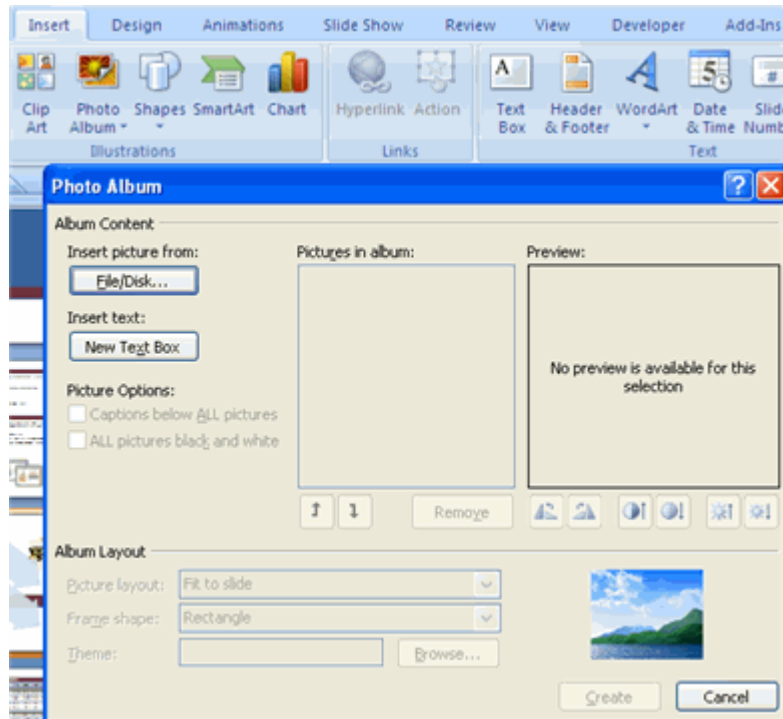 Insert Design Animations Slide Show Review View Developer Add-Ins
Clip Art Photo Album Shapes SmartArt Chart Hyperlink Action Text Box Header & Footer WordArt Date & Time
Illustrations Links Text
Photo Album
Album Content
Insert picture from: Pictures in album: Preview:
File/Disk...
Insert text:
New Text Box
No preview is available for this
selection
Picture Options:
Captions below ALL pictures
ALL pictures black and white
Remove
Album Layout
Picture layout: Fit to slide
Frame shape: Rectangle
Theme: Browse...
Create Cancel